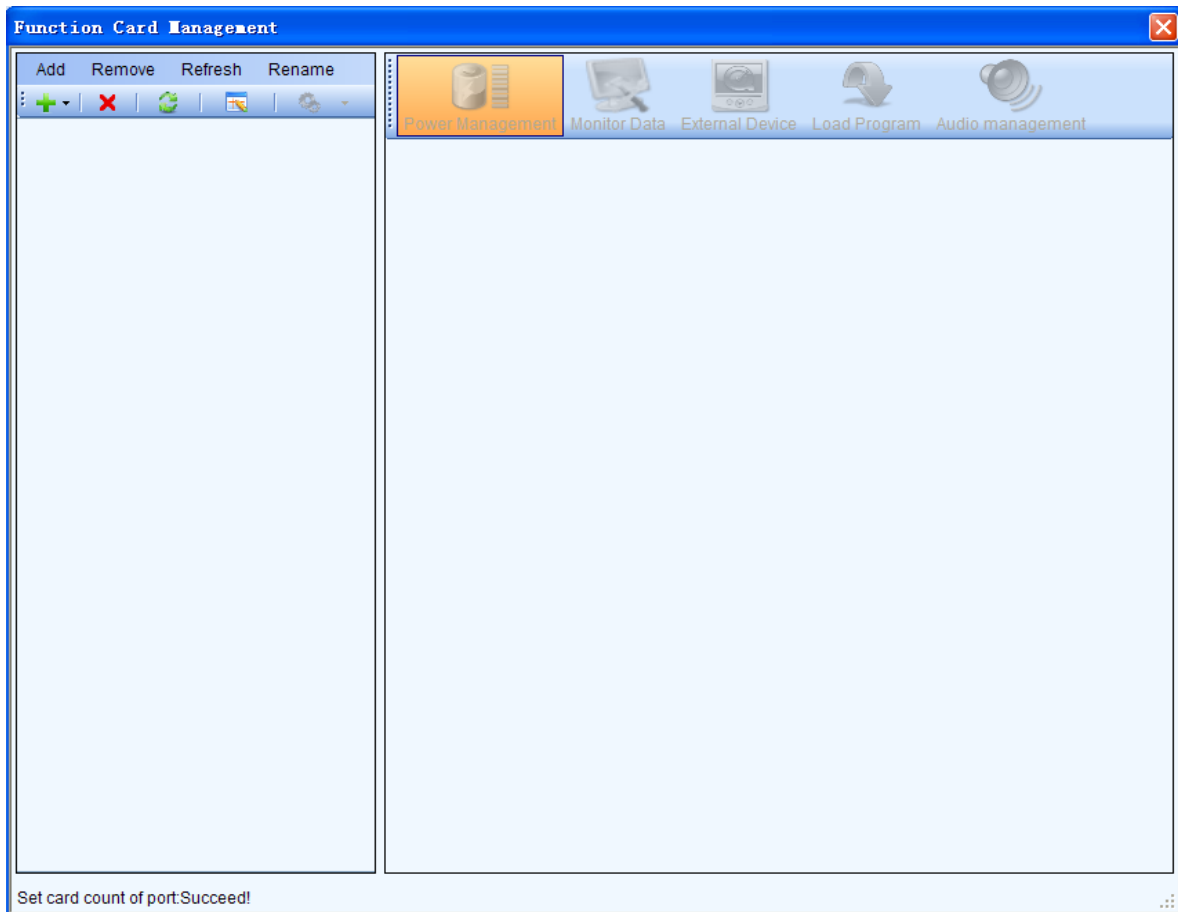 Function Card Management
Add Remove Refresh Rename
Power Management Monitor Data External Device Load Program Audio management
Set card count of port:Succeed!